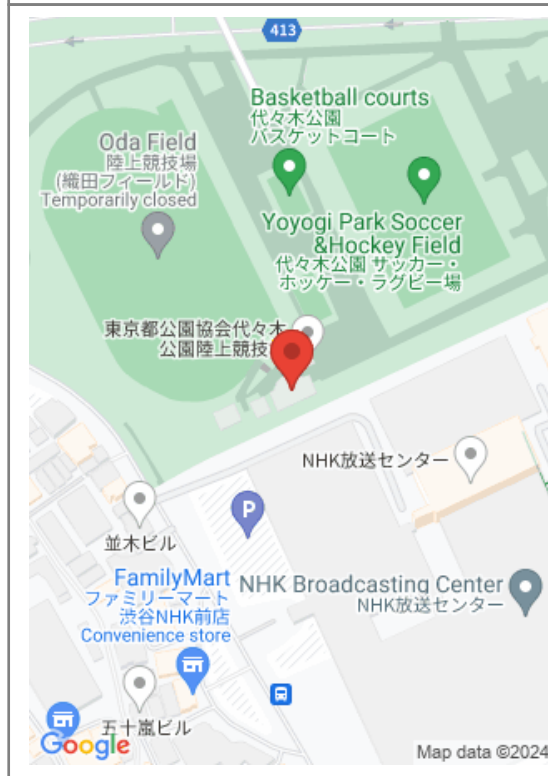 413
Basketball courts
代々木公園
バスケットコート
Oda Field
陸上競技場
(織田フィールド)
Temporarily closed
Yoyogi Park Soccer
&Hockey Field
代々木公園 サッカー・
ホッケー・ラグビー場
東京都公園協会代々木
公園陸上競技
NHK放送センター
P
並木ビル
FamilyMart
ファミリーマート
渋谷NHK前店
Convenience store
NHK Broadcasting Center
NHK放送センター
五十嵐ビル
Google
Map data ©2024